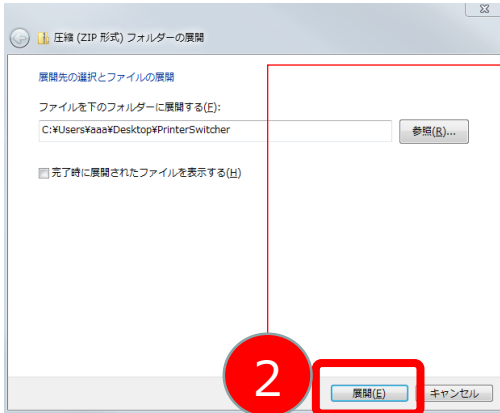 圧縮 (ZIP 形式) フォルダーの展開
展開先の選択とファイルの展開
ファイルを下のフォルダーに展開する(F):
C:¥Users¥aaa¥Desktop¥PrinterSwitcher
参照(R)...
完了時に展開されたファイルを表示する(H)
2
展開(E)
キャンセル